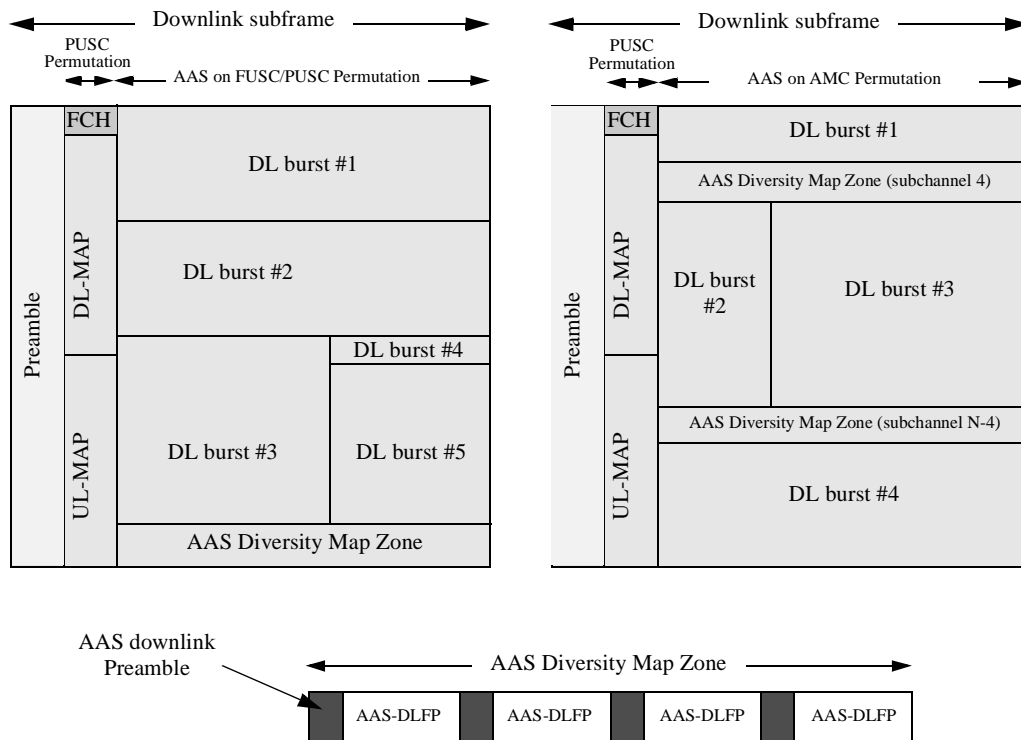 Downlink subframe
PUSC
Permutation
AAS on FUSC/PUSC Permutation
Preamble
FCH
DL-MAP
UL-MAP
DL burst #1
DL burst #2
DL burst #3
DL burst #4
DL burst #5
AAS Diversity Map Zone
Downlink subframe
PUSC
Permutation
AAS on AMC Permutation
Preamble
FCH
DL-MAP
UL-MAP
DL burst #1
AAS Diversity Map Zone (subchannel 4)
DL burst
#2
DL burst #3
AAS Diversity Map Zone (subchannel N-4)
DL burst #4
AAS downlink
Preamble
AAS Diversity Map Zone
AAS-DLFP
AAS-DLFP
AAS-DLFP
AAS-DLFP